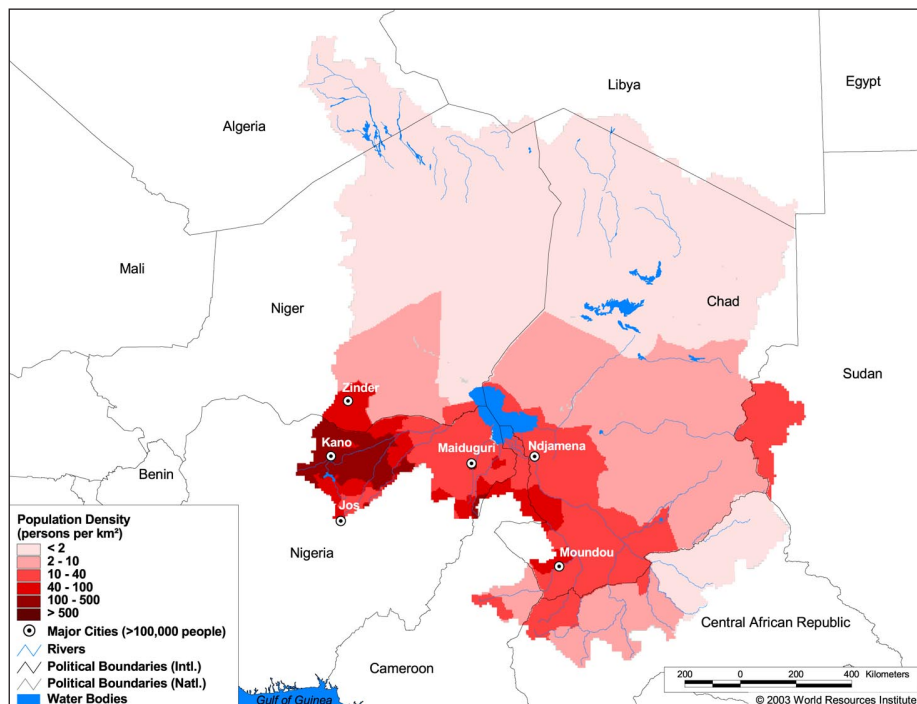 Egypt
Libya
Algeria
Mali
Niger
Chad
Sudan
Zinder
Kano
Maiduguri
Ndjamena
Benin
Jos
Nigeria
Moundou
Central African Republic
Cameroon
Gulf of Guinea
Population Density
(persons per km²)
< 2
2 - 10
10 - 40
40 - 100
100 - 500
> 500
Major Cities (>100,000 people)
Rivers
Political Boundaries (Intl.)
Political Boundaries (Natl.)
Water Bodies
200 0 200 400 Kilometers
© 2003 World Resources Institute